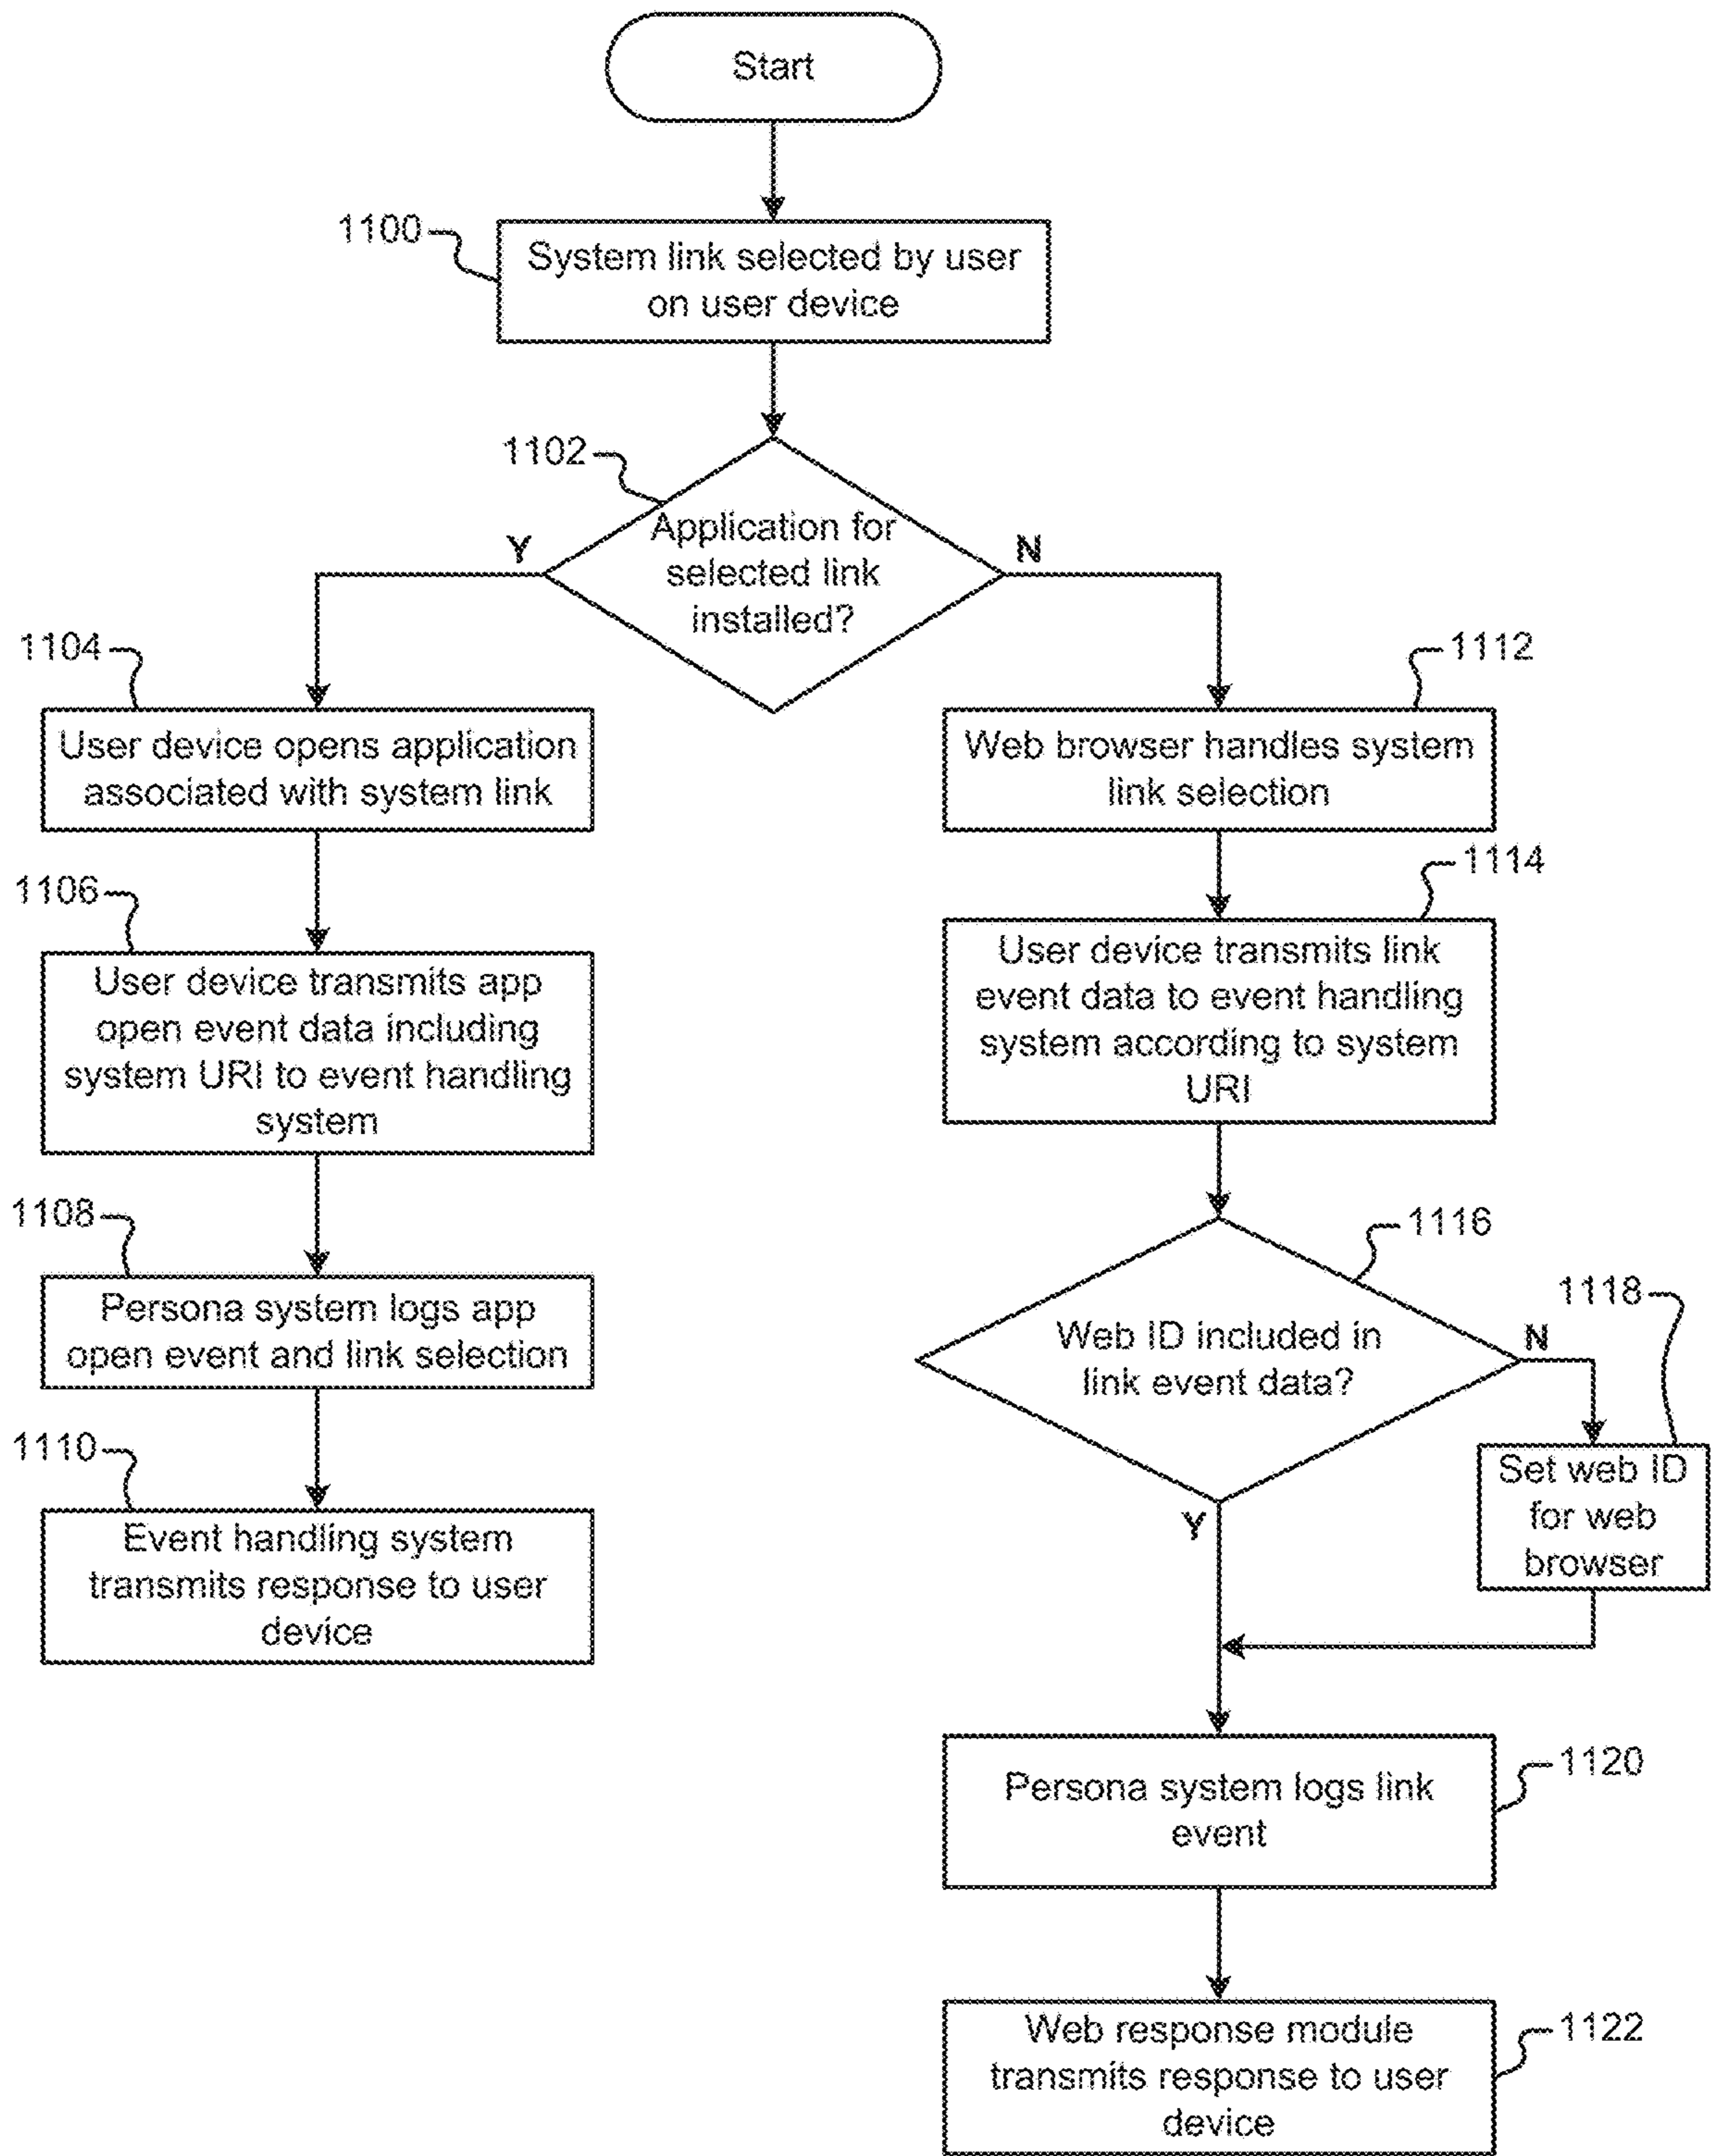 Start
1100
System link selected by user
on user device
1102
Application for
selected link
installed?
Y
N
1104
User device opens application
associated with system link
1112
Web browser handles system
link selection
1106
User device transmits app
open event data including
system URI to event handling
system
1114
User device transmits link
event data to event handling
system according to system
URI
1108
Persona system logs app
open event and link selection
1116
Web ID included in
link event data?
N
Y
1118
Set web ID
for web
browser
1110
Event handling system
transmits response to user
device
1120
Persona system logs link
event
1122
Web response module
transmits response to user
device